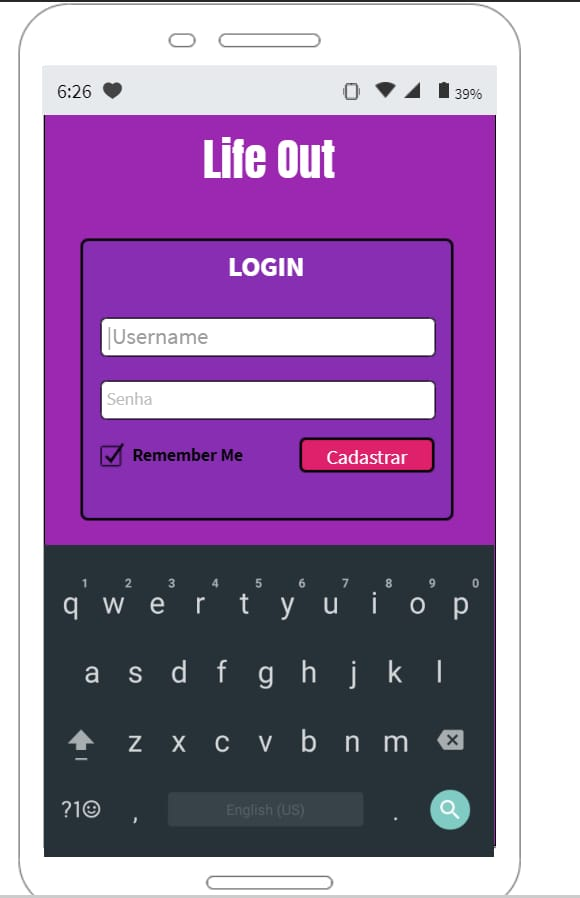 6:26 39%
Life Out
LOGIN
Username
Senha
Remember Me Cadastrar
1 2 3 4 5 6 7 8 9 0
q w e r t y u i o p
a s d f g h j k l
z x c v b n m
?1☺ , English (US) .